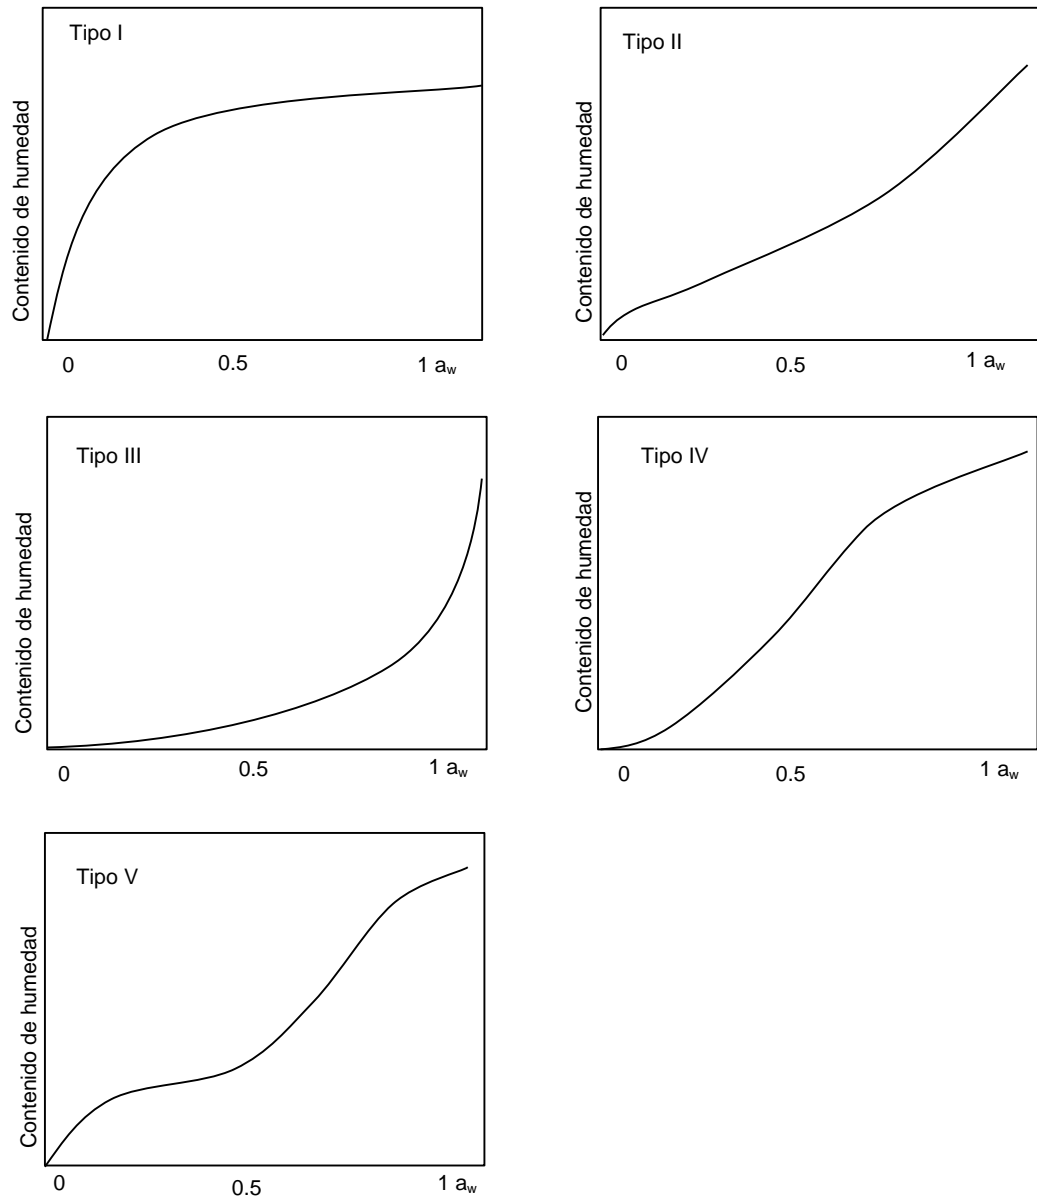 Tipo I
Contenido de humedad
0 0.5 1 aw
Tipo II
Contenido de humedad
0 0.5 1 aw
Tipo III
Contenido de humedad
0 0.5 1 aw
Tipo IV
Contenido de humedad
0 0.5 1 aw
Tipo V
Contenido de humedad
0 0.5 1 aw